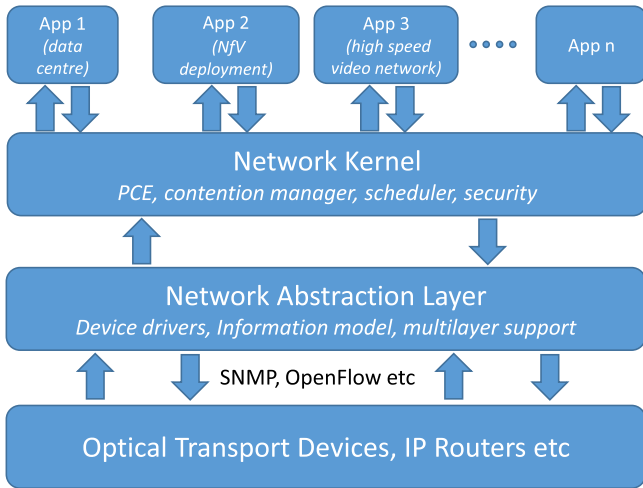 App 1
(data
centre)
App 2
(NfV
deployment)
App 3
(high speed
video network)
App n
Network Kernel
PCE, contention manager, scheduler, security
Network Abstraction Layer
Device drivers, Information model, multilayer support
SNMP, OpenFlow etc
Optical Transport Devices, IP Routers etc